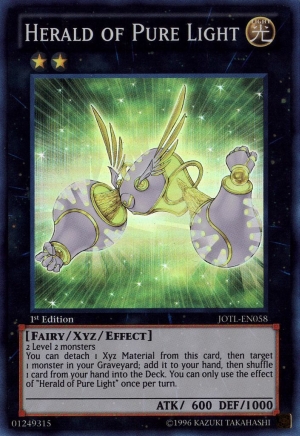 HERALD OF PURE LIGHT
LIGHT
光
1st Edition
JOTL-EN058
[FAIRY/XYZ/EFFECT]
2 Level 2 monsters
You can detach 1 Xyz Material from this card, then target
1 monster in your Graveyard; add it to your hand, then shuffle
1 card from your hand into the Deck. You can only use the effect
of "Herald of Pure Light" once per turn.
ATK/ 600 DEF/1000
01249315
©1996 KAZUKI TAKAHASHI